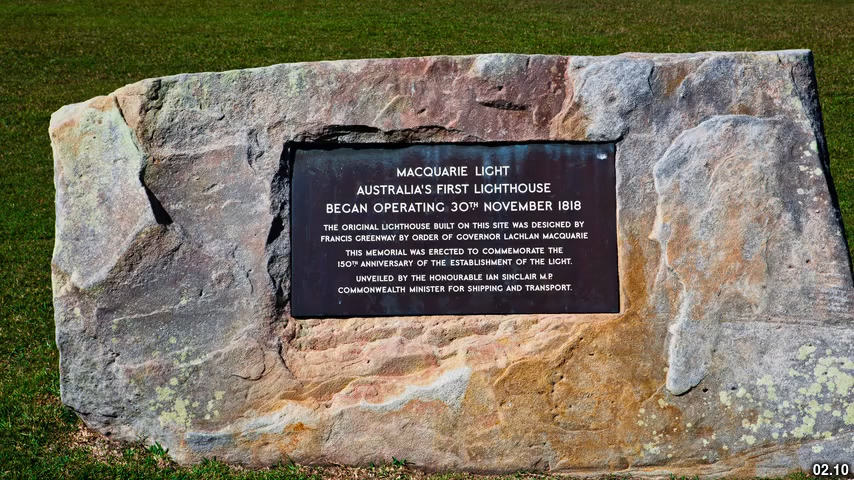 MACQUARIE LIGHT
AUSTRALIA'S FIRST LIGHTHOUSE
BEGAN OPERATING 30TH NOVEMBER 1818
THE ORIGINAL LIGHTHOUSE BUILT ON THIS SITE WAS DESIGNED BY
FRANCIS GREENWAY BY ORDER OF GOVERNOR LACHLAN MACQUARIE
THIS MEMORIAL WAS ERECTED TO COMMEMORATE THE
150TH ANNIVERSARY OF THE ESTABLISHMENT OF THE LIGHT.
UNVEILED BY THE HONOURABLE IAN SINCLAIR M.P.
COMMONWEALTH MINISTER FOR SHIPPING AND TRANSPORT.
02.10